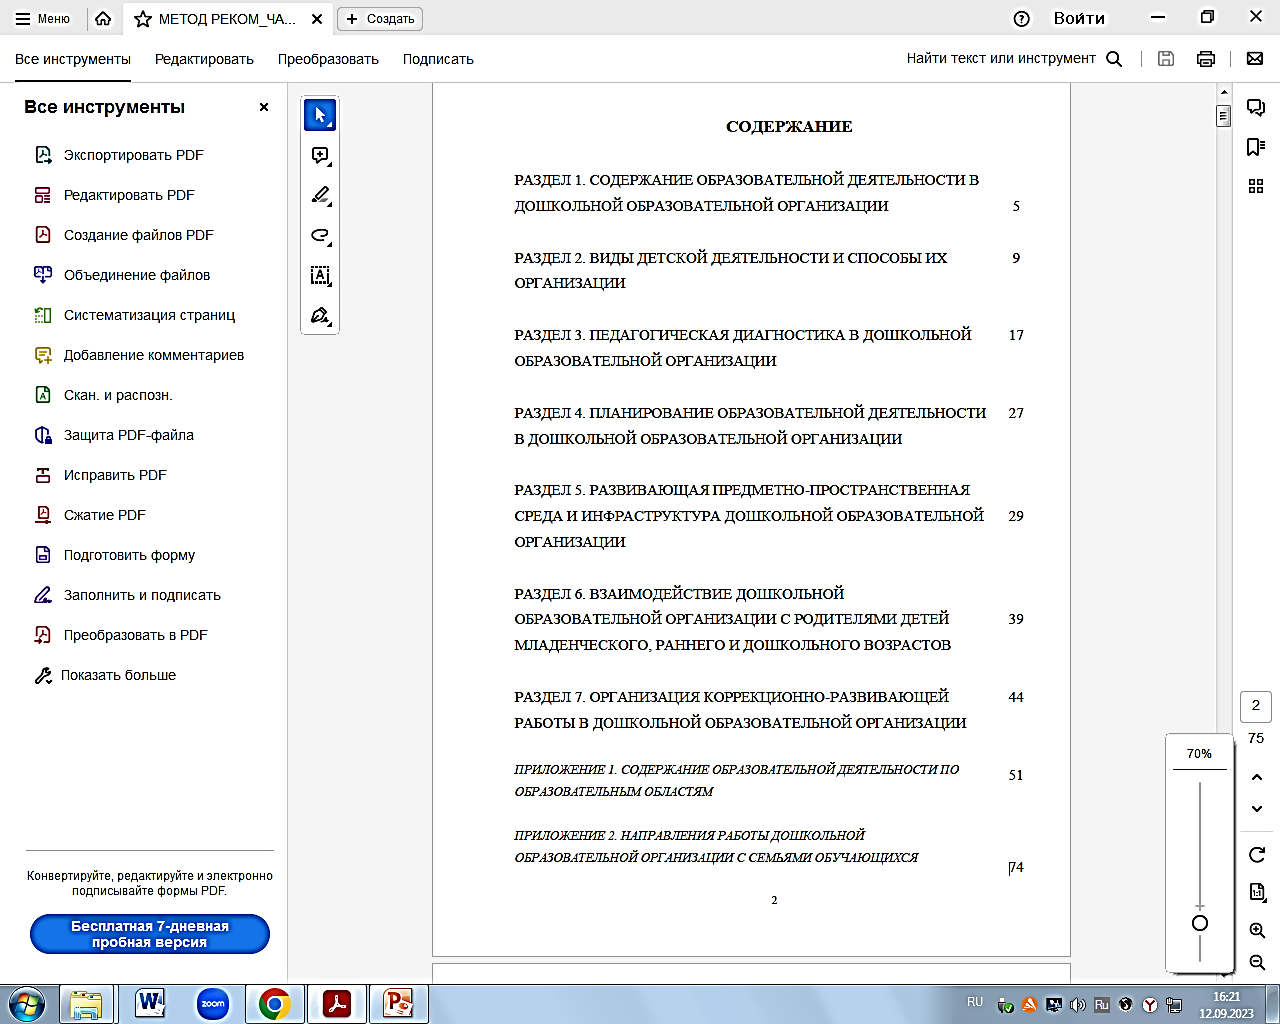 Меню
МЕТОД РЕКОМ_ЧА...
Создать
Войти
Все инструменты
Редактировать
Преобразовать
Подписать
Найти текст или инструмент
Все инструменты
Экспортировать PDF
Редактировать PDF
Создание файлов PDF
Объединение файлов
Систематизация страниц
Добавление комментариев
Скан. и распозн.
Защита PDF-файла
Исправить PDF
Сжатие PDF
Подготовить форму
Заполнить и подписать
Преобразовать в PDF
Показать больше
Конвертируйте, редактируйте и электронно
подписывайте формы PDF.
Бесплатная 7-дневная
пробная версия
СОДЕРЖАНИЕ
РАЗДЕЛ 1. СОДЕРЖАНИЕ ОБРАЗОВАТЕЛЬНОЙ ДЕЯТЕЛЬНОСТИ В
ДОШКОЛЬНОЙ ОБРАЗОВАТЕЛЬНОЙ ОРГАНИЗАЦИИ 5
РАЗДЕЛ 2. ВИДЫ ДЕТСКОЙ ДЕЯТЕЛЬНОСТИ И СПОСОБЫ ИХ 9
ОРГАНИЗАЦИИ
РАЗДЕЛ 3. ПЕДАГОГИЧЕСКАЯ ДИАГНОСТИКА В ДОШКОЛЬНОЙ 17
ОБРАЗОВАТЕЛЬНОЙ ОРГАНИЗАЦИИ
РАЗДЕЛ 4. ПЛАНИРОВАНИЕ ОБРАЗОВАТЕЛЬНОЙ ДЕЯТЕЛЬНОСТИ 27
В ДОШКОЛЬНОЙ ОБРАЗОВАТЕЛЬНОЙ ОРГАНИЗАЦИИ
РАЗДЕЛ 5. РАЗВИВАЮЩАЯ ПРЕДМЕТНО-ПРОСТРАНСТВЕННАЯ
СРЕДА И ИНФРАСТРУКТУРА ДОШКОЛЬНОЙ ОБРАЗОВАТЕЛЬНОЙ 29
ОРГАНИЗАЦИИ
РАЗДЕЛ 6. ВЗАИМОДЕЙСТВИЕ ДОШКОЛЬНОЙ
ОБРАЗОВАТЕЛЬНОЙ ОРГАНИЗАЦИИ С РОДИТЕЛЯМИ ДЕТЕЙ 39
МЛАДЕНЧЕСКОГО, РАННЕГО И ДОШКОЛЬНОГО ВОЗРАСТОВ
РАЗДЕЛ 7. ОРГАНИЗАЦИЯ КОРРЕКЦИОННО-РАЗВИВАЮЩЕЙ 44
РАБОТЫ В ДОШКОЛЬНОЙ ОБРАЗОВАТЕЛЬНОЙ ОРГАНИЗАЦИИ
ПРИЛОЖЕНИЕ 1. СОДЕРЖАНИЕ ОБРАЗОВАТЕЛЬНОЙ ДЕЯТЕЛЬНОСТИ ПО 51
ОБРАЗОВАТЕЛЬНЫМ ОБЛАСТЯМ
ПРИЛОЖЕНИЕ 2. НАПРАВЛЕНИЯ РАБОТЫ ДОШКОЛЬНОЙ
ОБРАЗОВАТЕЛЬНОЙ ОРГАНИЗАЦИИ С СЕМЬЯМИ ОБУЧАЮЩИХСЯ 74
2
2
75
70%
1:1
zoom
RU
Ru
16:21
12.09.2023